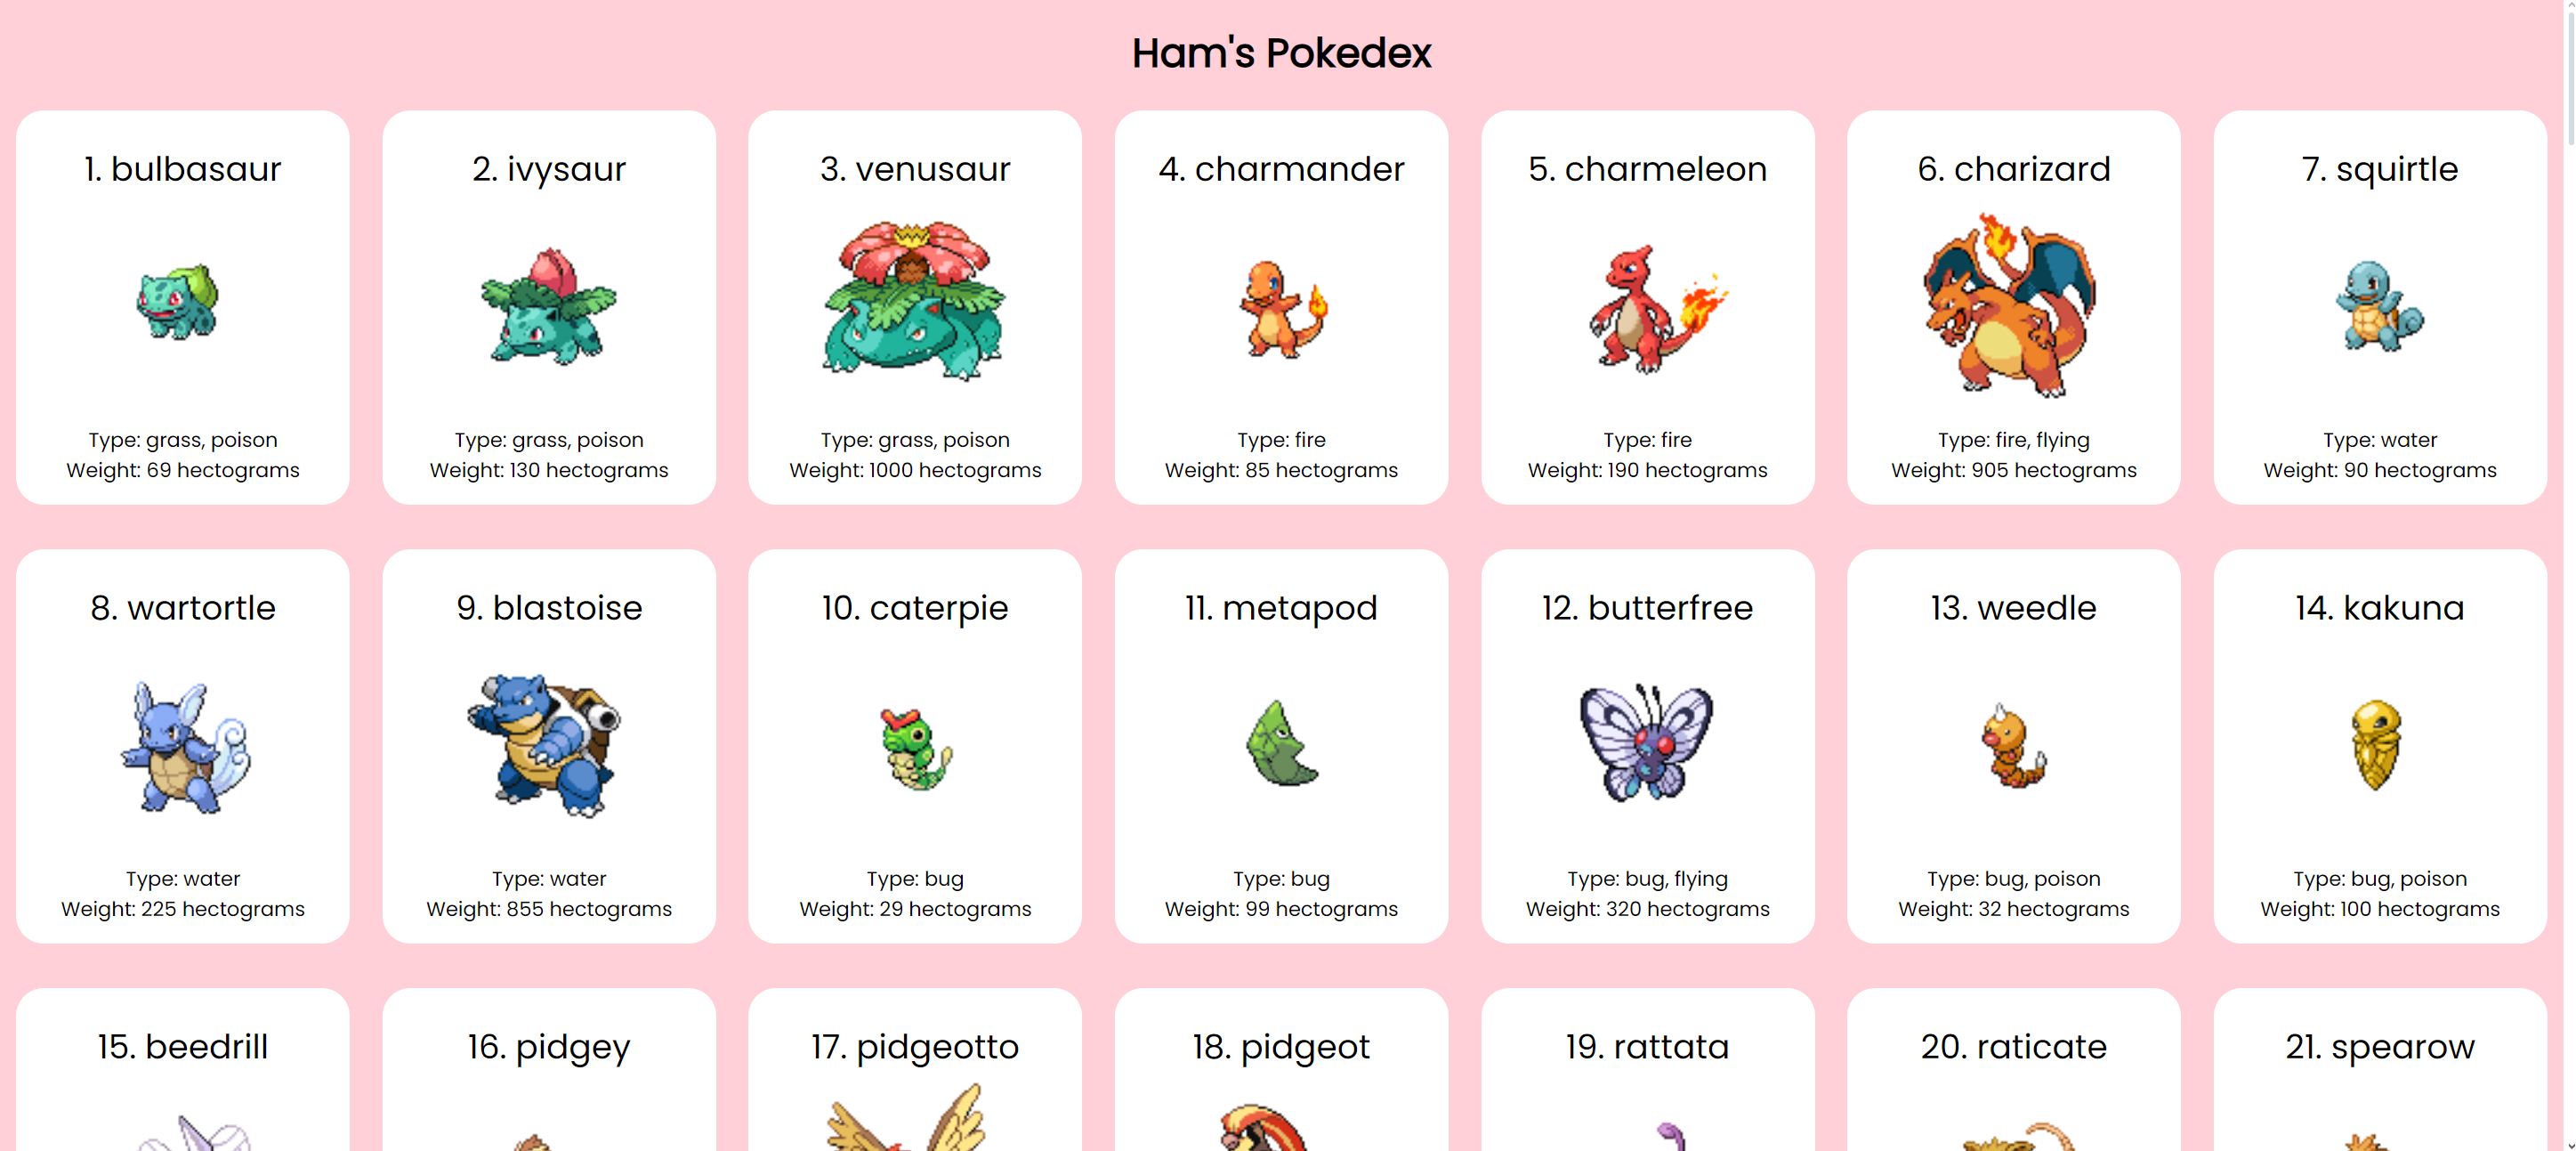 Ham's Pokedex
1. bulbasaur
Type: grass, poison
Weight: 69 hectograms
2. ivysaur
Type: grass, poison
Weight: 130 hectograms
3. venusaur
Type: grass, poison
Weight: 1000 hectograms
4. charmander
Type: fire
Weight: 85 hectograms
5. charmeleon
Type: fire
Weight: 190 hectograms
6. charizard
Type: fire, flying
Weight: 905 hectograms
7. squirtle
Type: water
Weight: 90 hectograms
8. wartortle
Type: water
Weight: 225 hectograms
9. blastoise
Type: water
Weight: 855 hectograms
10. caterpie
Type: bug
Weight: 29 hectograms
11. metapod
Type: bug
Weight: 99 hectograms
12. butterfree
Type: bug, flying
Weight: 320 hectograms
13. weedle
Type: bug, poison
Weight: 32 hectograms
14. kakuna
Type: bug, poison
Weight: 100 hectograms
15. beedrill
16. pidgey
17. pidgeotto
18. pidgeot
19. rattata
20. raticate
21. spearow